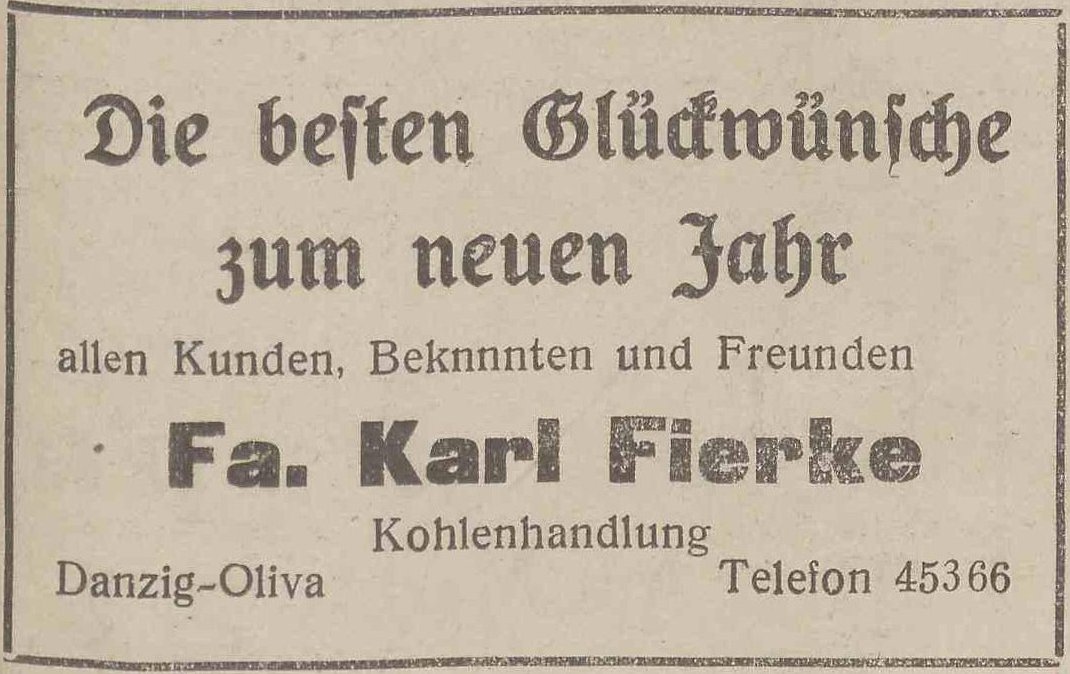 Die besten Glückwünsche
zum neuen Jahr
allen Kunden, Beknnnten und Freunden
Fa. Karl Fierke
Kohlenhandlung
Danzig-Oliva Telefon 45366